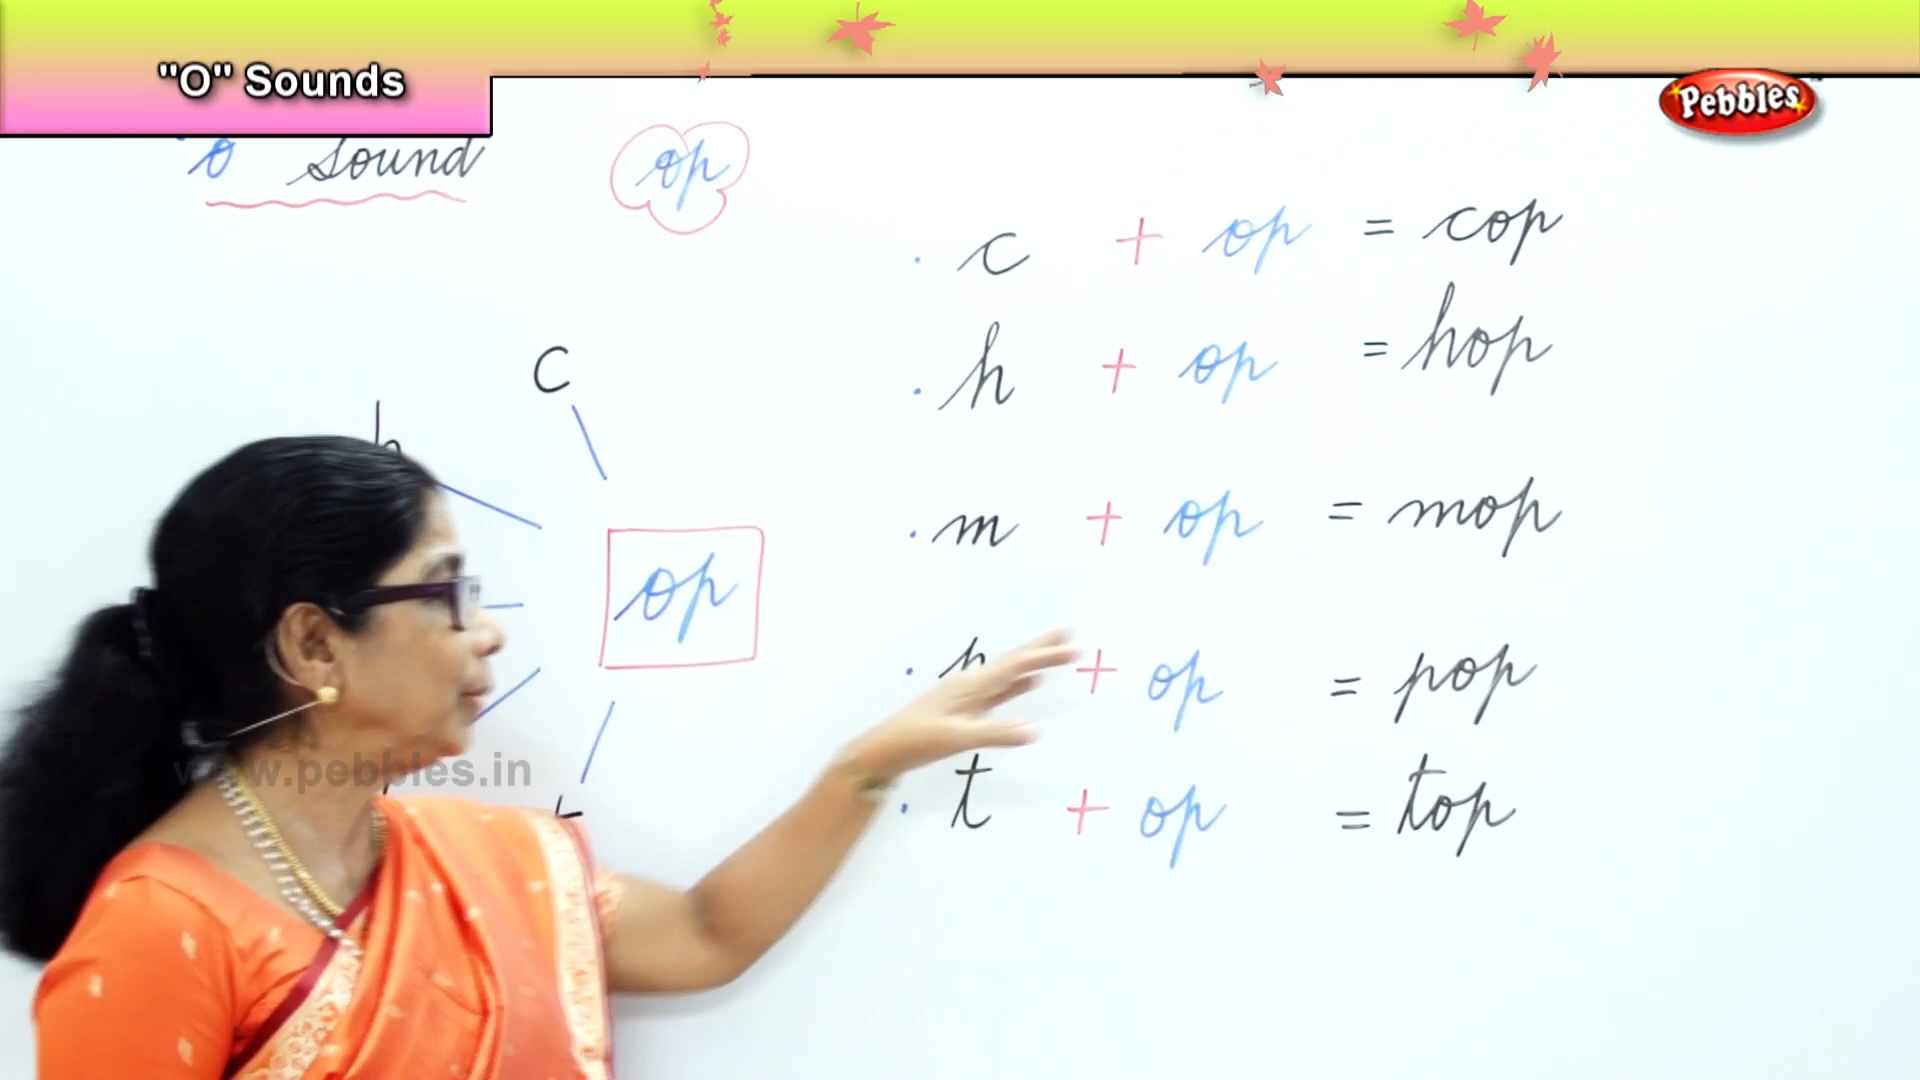 "O" Sounds
Pebbles
"o sound
op
c + op = cop
h + op = hop
m + op = mop
p + op = pop
t + op = top
C
h
op
t
www.pebbles.in